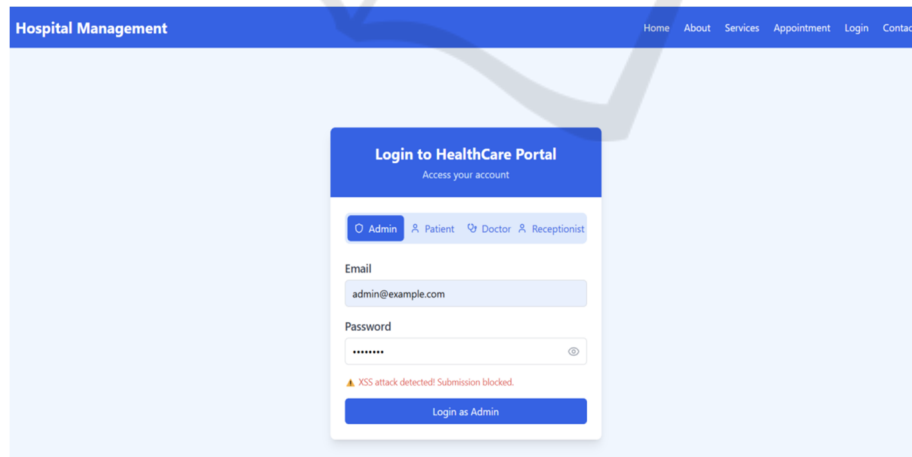 Hospital Management Home About Services Appointment Login Contac
Login to HealthCare Portal
Access your account
Admin Patient Doctor Receptionist
Email
admin@example.com
Password
••••••••
⚠ XSS attack detected! Submission blocked.
Login as Admin